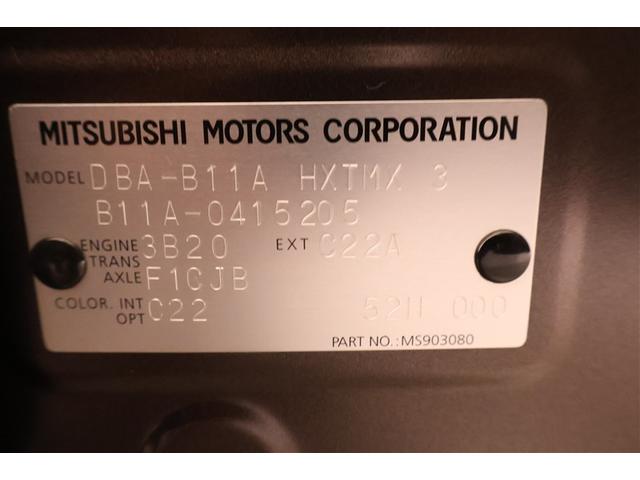 MITSUBISHI MOTORS CORPORATION
MODEL DBA-B11A HXTMX 3
B11A-0415205
ENGINE 3B20 EXT C22A
TRANS
AXLE F1CJB
COLOR. INT C22 52H 000
OPT
PART NO.:MS903080